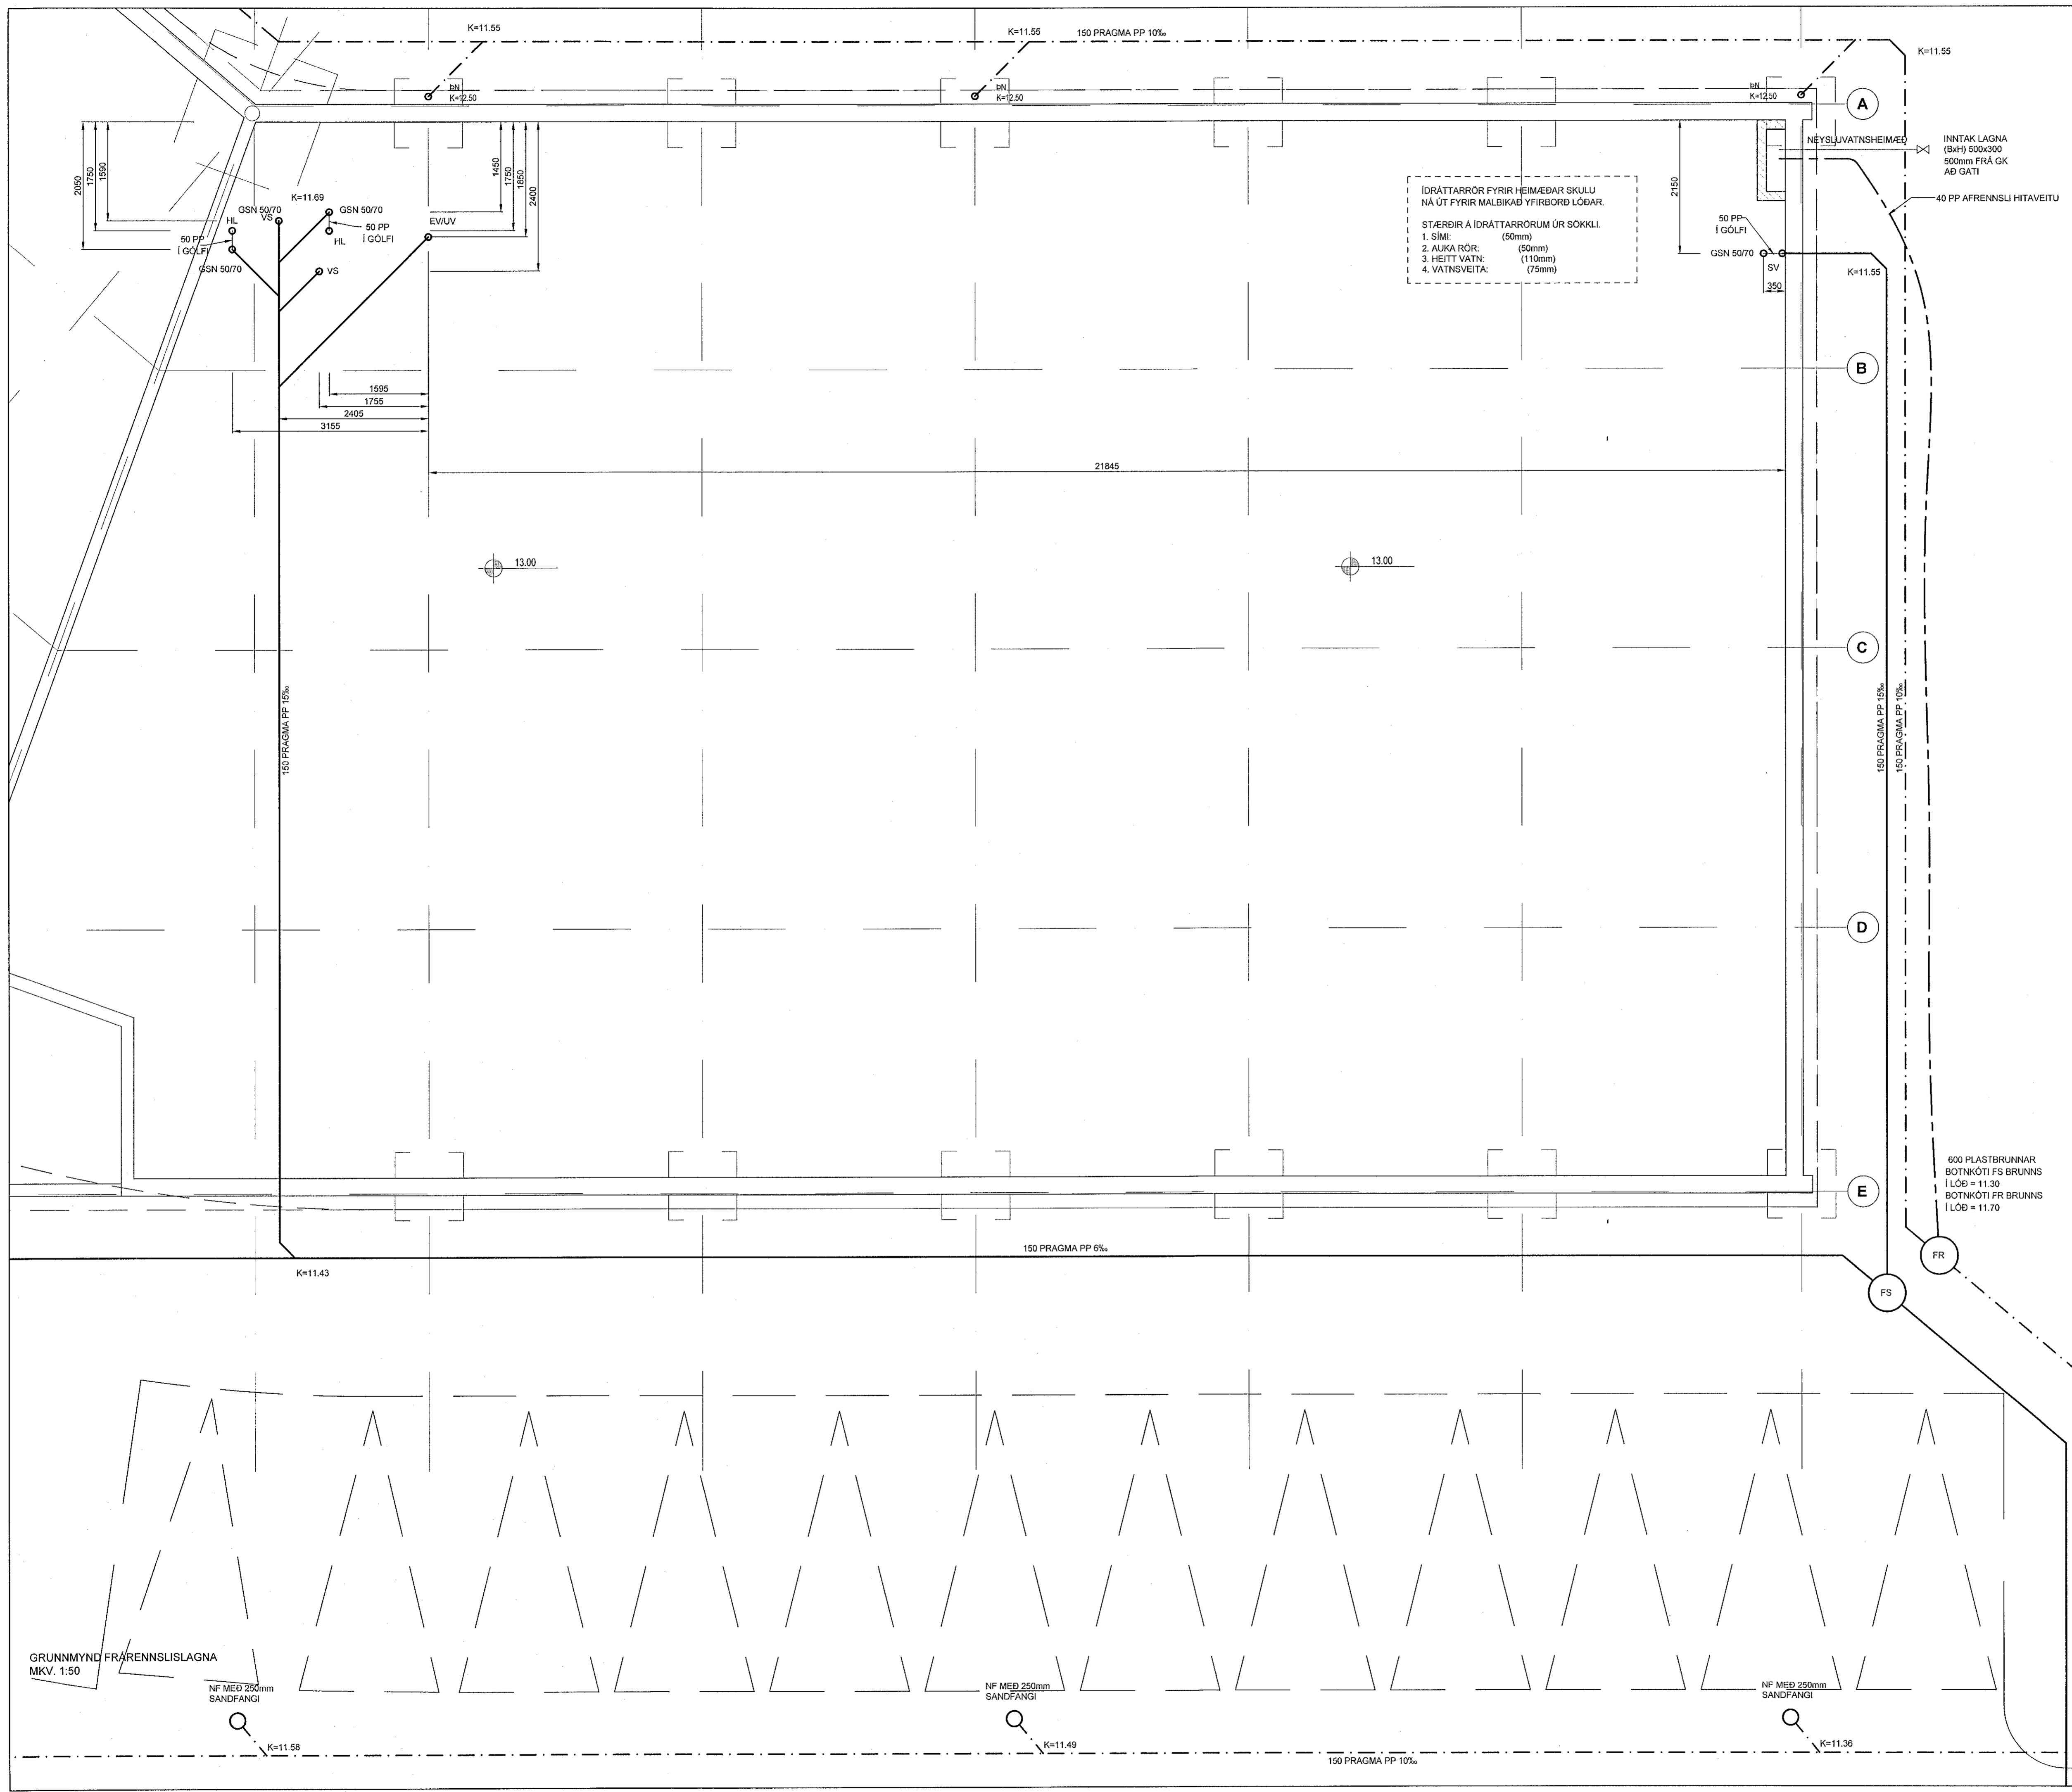 K=11.55
K=11.55
150 PRAGMA PP 10‰
K=11.55
ÞN
K=12.50
ÞN
K=12.50
ÞN
K=12.50
A
NEYSLUVATNSHEIMÆÐ
INNTAK LAGNA
(BxH) 500x300
500mm FRÁ GK
AÐ GATI
40 PP AFRENNSLI HITAVEITU
2050
1750
1590
1450
1750
1850
2400
K=11.69
GSN 50/70
VS
GSN 50/70
HL
50 PP
Í GÓLFI
HL
50 PP
Í GÓLFI
EV/UV
GSN 50/70
VS
ÍDRÁTTARRÖR FYRIR HEIMÆÐAR SKULU
NÁ ÚT FYRIR MALBIKAÐ YFIRBORÐ LÓÐAR.
STÆRÐIR Á ÍDRÁTTARRÖRUM ÚR SÖKKLI.
1. SÍMI: (50mm)
2. AUKA RÖR: (50mm)
3. HEITT VATN: (110mm)
4. VATNSVEITA: (75mm)
2150
50 PP
Í GÓLFI
GSN 50/70
SV
350
K=11.55
B
1595
1755
2405
3155
21845
13.00
13.00
C
150 PRAGMA PP 15‰
150 PRAGMA PP 15‰
150 PRAGMA PP 10‰
D
600 PLASTBRUNNAR
BOTNKÓTI FS BRUNNS
Í LÓÐ = 11.30
BOTNKÓTI FR BRUNNS
Í LÓÐ = 11.70
E
150 PRAGMA PP 6‰
FR
K=11.43
FS
GRUNNMYND FRÁRENNSLISLAGNA
MKV. 1:50
NF MEÐ 250mm
SANDFANGI
NF MEÐ 250mm
SANDFANGI
NF MEÐ 250mm
SANDFANGI
K=11.58
K=11.49
K=11.36
150 PRAGMA PP 10‰